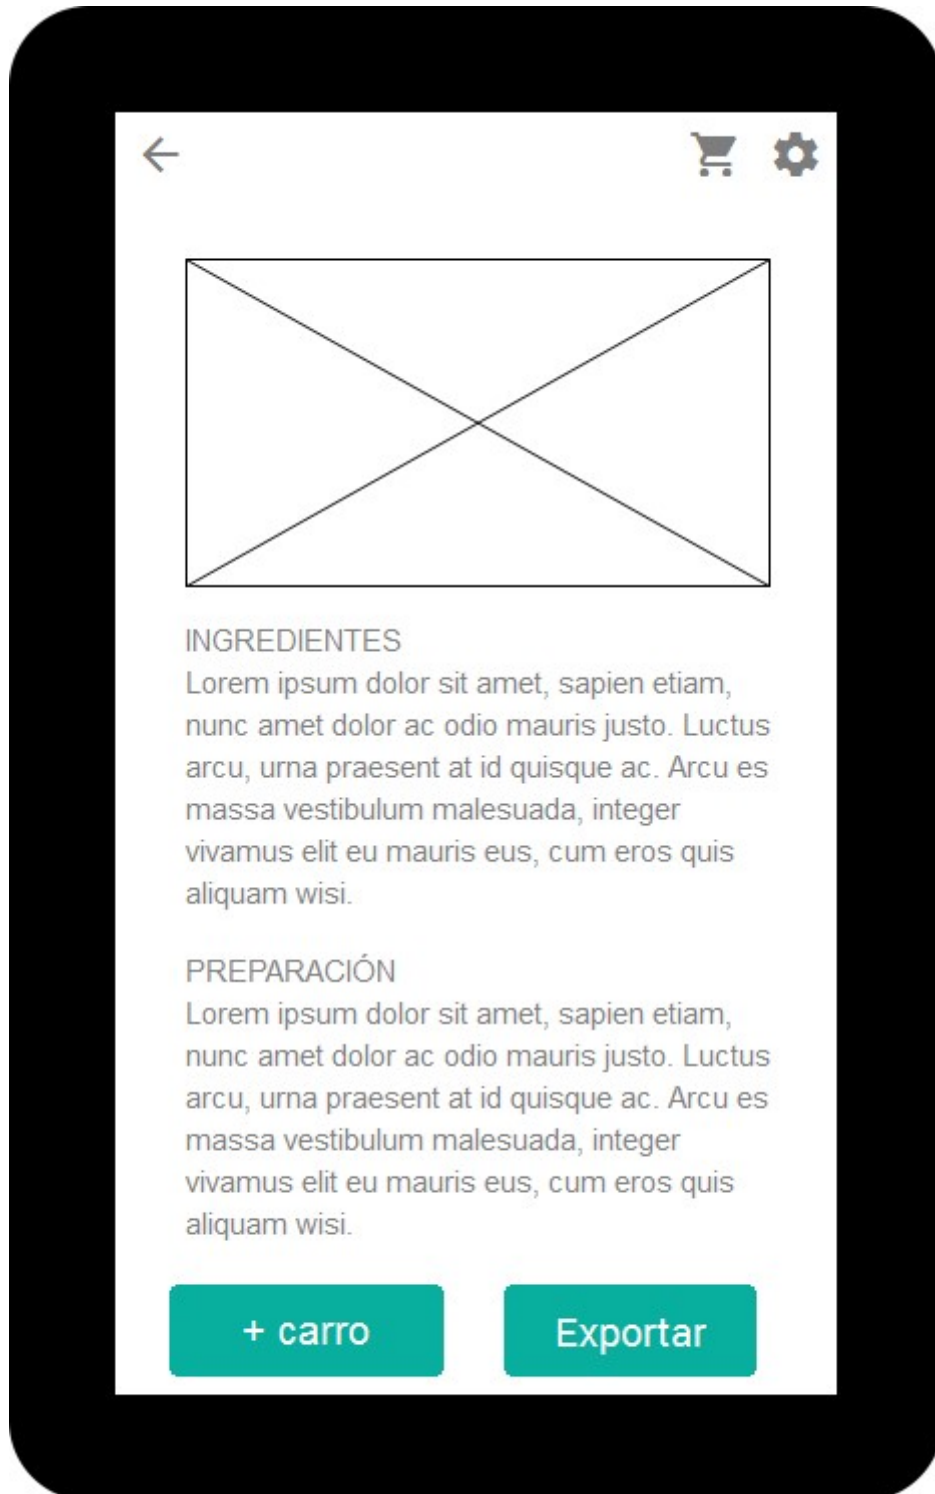 INGREDIENTES
Lorem ipsum dolor sit amet, sapien etiam,
nunc amet dolor ac odio mauris justo. Luctus
arcu, urna praesent at id quisque ac. Arcu es
massa vestibulum malesuada, integer
vivamus elit eu mauris eus, cum eros quis
aliquam wisi.
PREPARACIÓN
Lorem ipsum dolor sit amet, sapien etiam,
nunc amet dolor ac odio mauris justo. Luctus
arcu, urna praesent at id quisque ac. Arcu es
massa vestibulum malesuada, integer
vivamus elit eu mauris eus, cum eros quis
aliquam wisi.
+ carro
Exportar